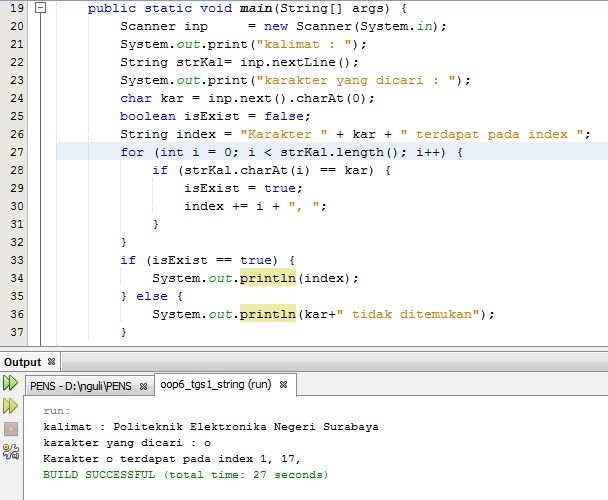 19 public static void main(String[] args) {
20 Scanner inp     = new Scanner(System.in);
21 System.out.print("kalimat : ");
22 String strKal= inp.nextLine();
23 System.out.print("karakter yang dicari : ");
24 char kar = inp.next().charAt(0);
25 boolean isExist = false;
26 String index = "Karakter " + kar + " terdapat pada index ";
27 for (int i = 0; i < strKal.length(); i++) {
28 if (strKal.charAt(i) == kar) {
29 isExist = true;
30 index += i + ", ";
31 }
32 }
33 if (isExist == true) {
34 System.out.println(index);
35 } else {
36 System.out.println(kar+" tidak ditemukan");
37 }
Output
PENS - D:\nguli\PENS oop6_tgs1_string (run)
run:
kalimat : Politeknik Elektronika Negeri Surabaya
karakter yang dicari : o
Karakter o terdapat pada index 1, 17,
BUILD SUCCESSFUL (total time: 27 seconds)